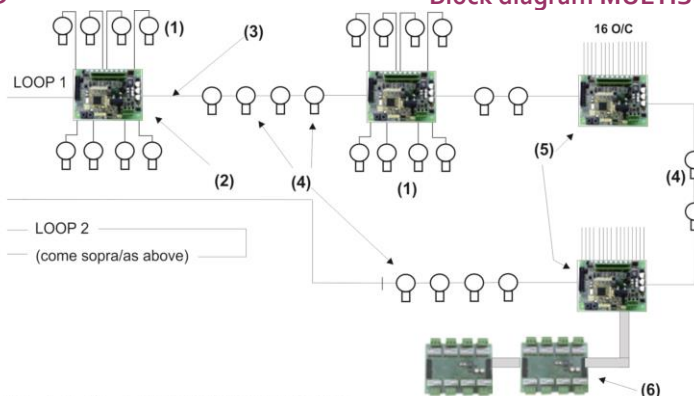 Block diagram MULTIS
(1)
(3)
16 O/C
LOOP 1
(5)
(4)
(2)
(4)
(1)
LOOP 2
(come sopra/as above)
(6)